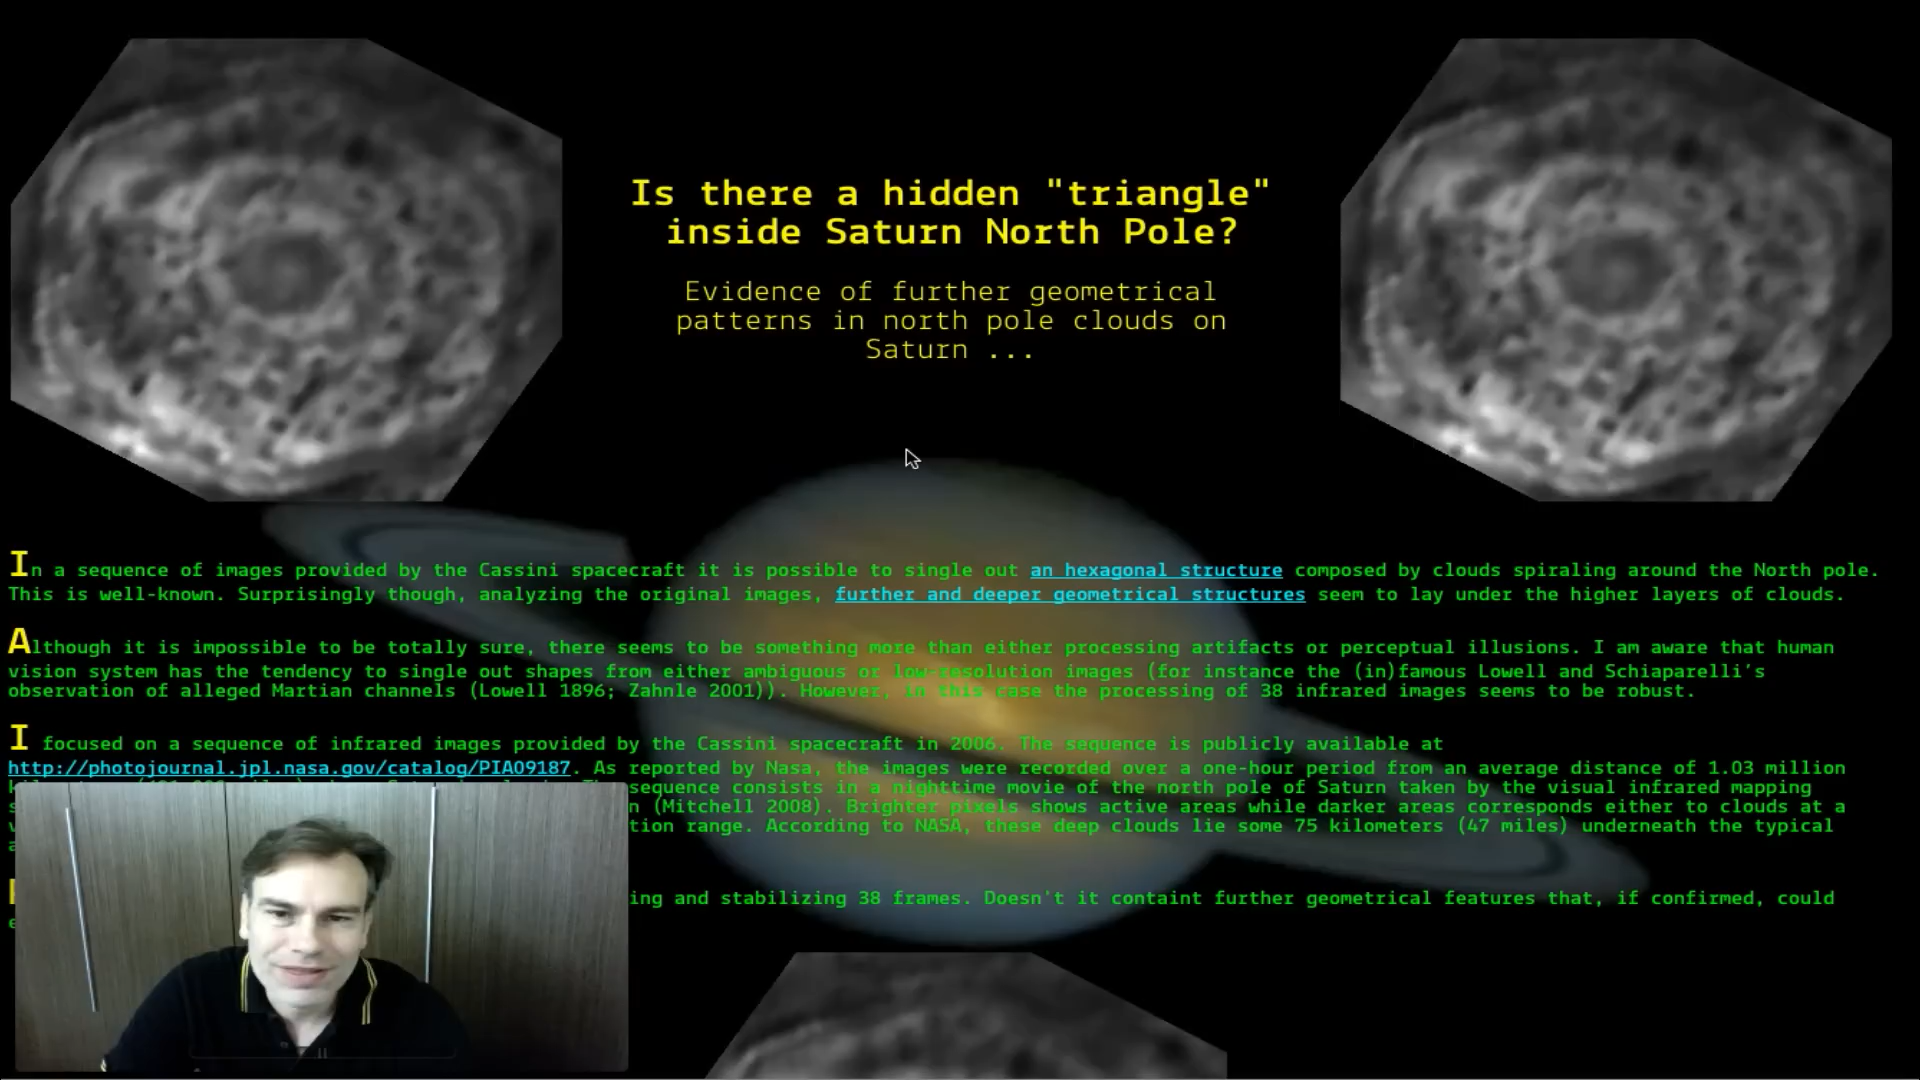 Is there a hidden "triangle"
inside Saturn North Pole?
Evidence of further geometrical
patterns in north pole clouds on
Saturn ...
In a sequence of images provided by the Cassini spacecraft it is possible to single out an hexagonal structure composed by clouds spiraling around the North pole.
This is well-known. Surprisingly though, analyzing the original images, further and deeper geometrical structures seem to lay under the higher layers of clouds.
Although it is impossible to be totally sure, there seems to be something more than either processing artifacts or perceptual illusions. I am aware that human
vision system has the tendency to single out shapes from either ambiguous or low-resolution images (for instance the (in)famous Lowell and Schiaparelli's
observation of alleged Martian channels (Lowell 1896; Zahnle 2001)). However, in this case the processing of 38 infrared images seems to be robust.
I focused on a sequence of infrared images provided by the Cassini spacecraft in 2006. The sequence is publicly available at
http://photojournal.jpl.nasa.gov/catalog/PIA09187. As reported by Nasa, the images were recorded over a one-hour period from an average distance of 1.03 million
sequence consists in a nighttime movie of the north pole of Saturn taken by the visual infrared mapping
(Mitchell 2008). Brighter pixels shows active areas while darker areas corresponds either to clouds at a
tion range. According to NASA, these deep clouds lie some 75 kilometers (47 miles) underneath the typical
ing and stabilizing 38 frames. Doesn't it containt further geometrical features that, if confirmed, could